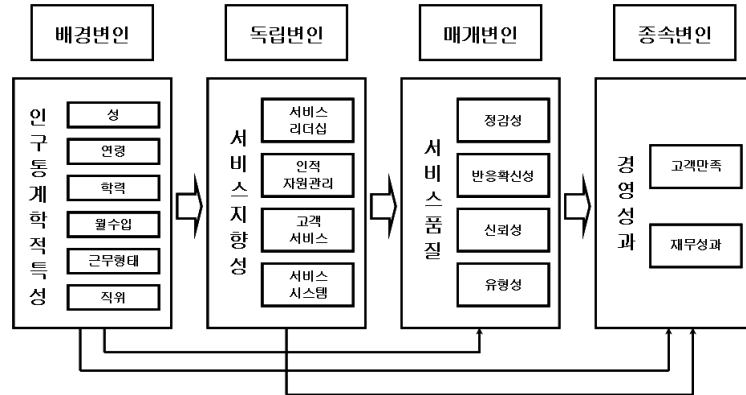 배경변인
독립변인
매개변인
종속변인
인구통계학적특성
성
연령
학력
월수입
근무형태
직위
서비스지향성
서비스
리더십
인적
자원관리
고객
서비스
서비스
시스템
서비스품질
정감성
반응확신성
신뢰성
유형성
경영성과
고객만족
재무성과